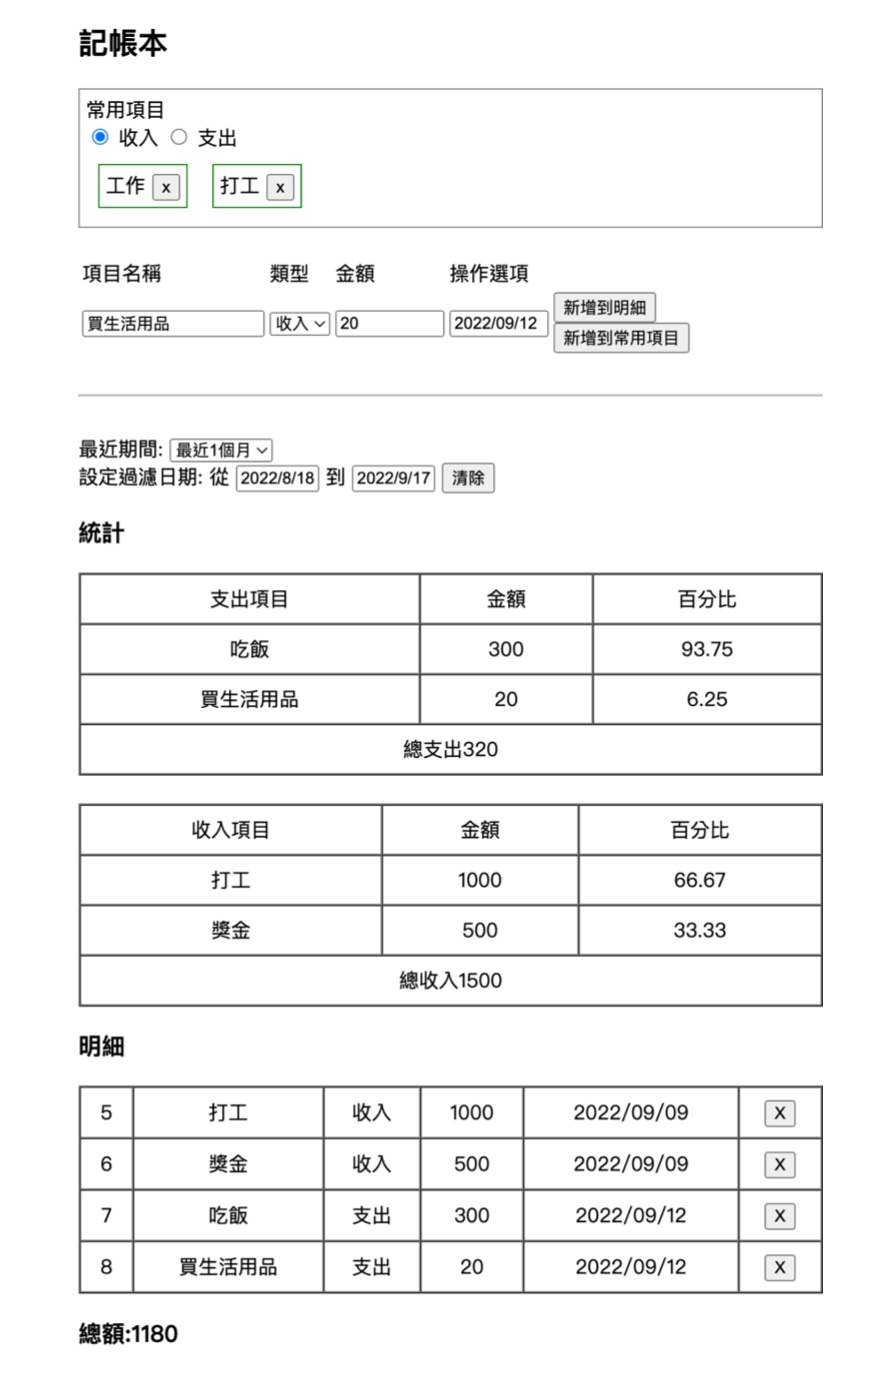 記帳本
常用項目
收入 支出
工作 x 打工 x
項目名稱 類型 金額 操作選項
買生活用品 收入 20 2022/09/12 新增到明細
新增到常用項目
最近期間: 最近1個月
設定過濾日期: 從 2022/8/18 到 2022/9/17 清除
統計
支出項目 金額 百分比
吃飯 300 93.75
買生活用品 20 6.25
總支出320
收入項目 金額 百分比
打工 1000 66.67
獎金 500 33.33
總收入1500
明細
5 打工 收入 1000 2022/09/09 X
6 獎金 收入 500 2022/09/09 X
7 吃飯 支出 300 2022/09/12 X
8 買生活用品 支出 20 2022/09/12 X
總額:1180